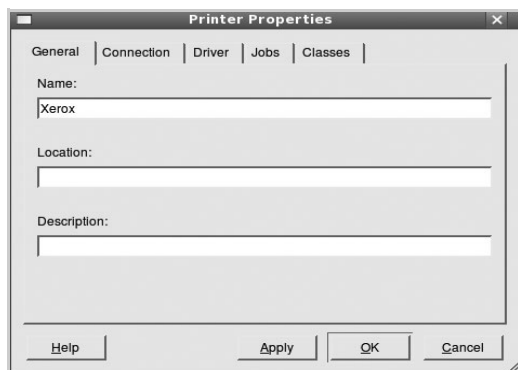 Printer Properties
General Connection Driver Jobs Classes
Name:
Xerox
Location:
Description:
Help Apply OK Cancel